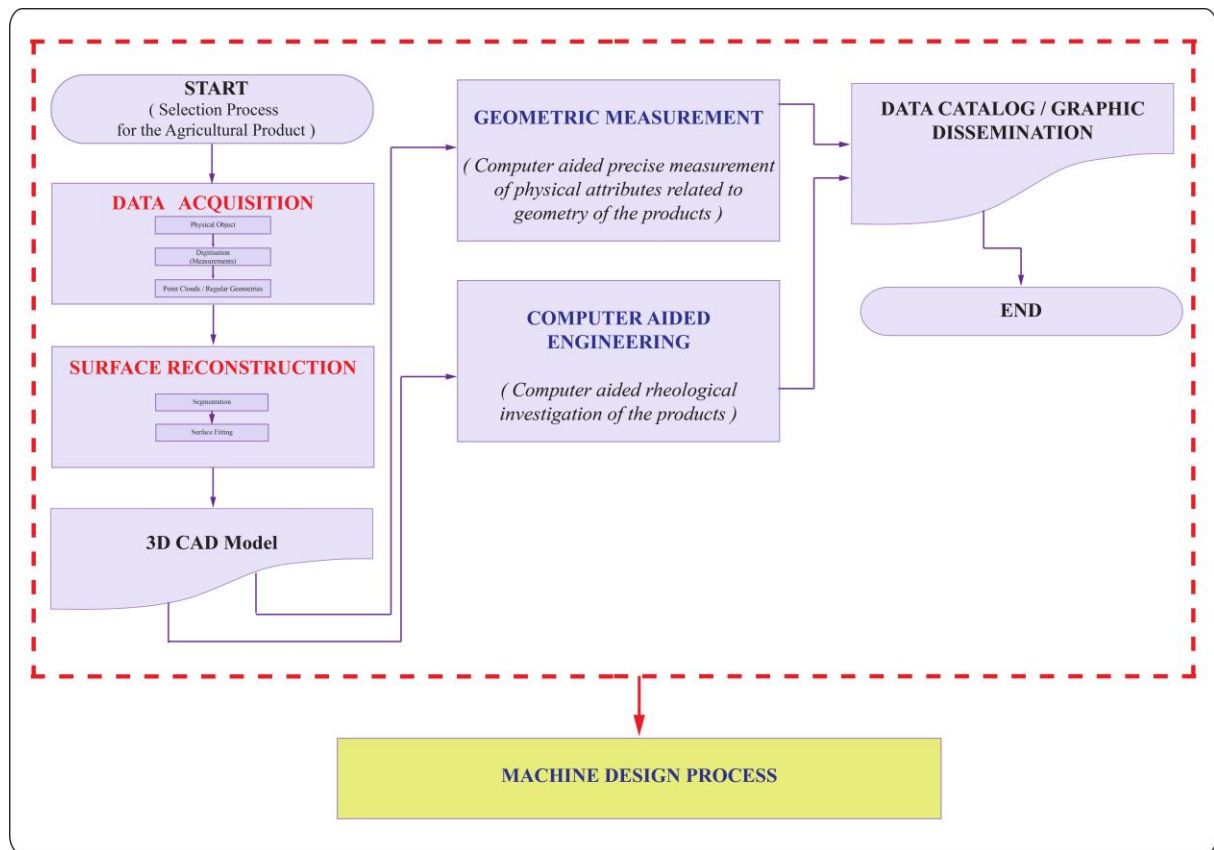 START
( Selection Process
for the Agricultural Product )
DATA ACQUISITION
Physical Object
Digitisation
(Measurements)
Point Clouds / Regular Geometries
SURFACE RECONSTRUCTION
Segmentation
Surface Fitting
3D CAD Model
GEOMETRIC MEASUREMENT
( Computer aided precise measurement
of physical attributes related to
geometry of the products )
COMPUTER AIDED
ENGINEERING
( Computer aided rheological
investigation of the products )
DATA CATALOG / GRAPHIC
DISSEMINATION
END
MACHINE DESIGN PROCESS